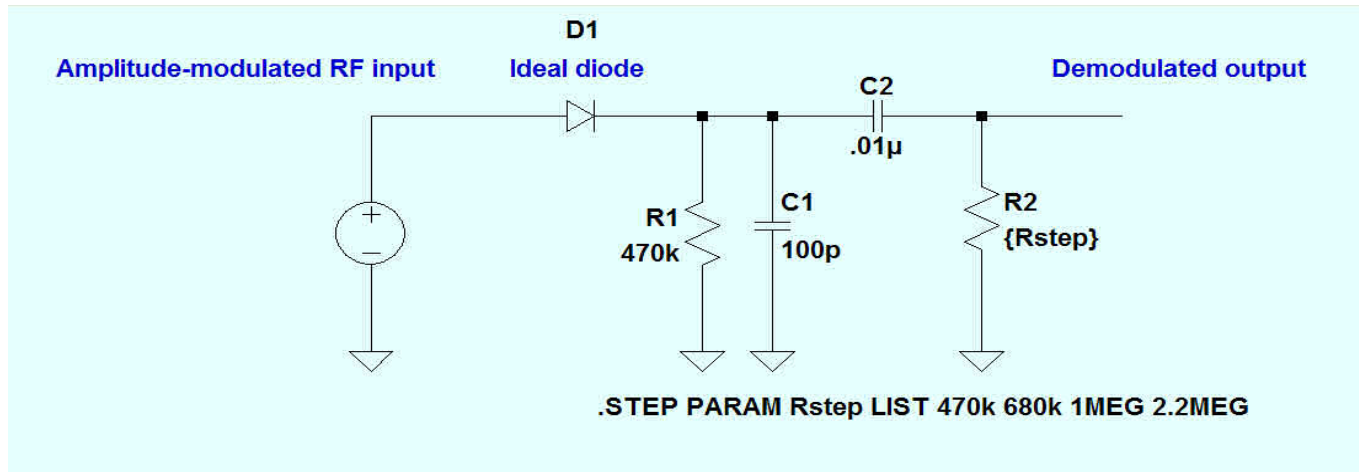 D1
Amplitude-modulated RF input Ideal diode Demodulated output
C2
.01µ
R1
470k
C1
100p
R2
{Rstep}
.STEP PARAM Rstep LIST 470k 680k 1MEG 2.2MEG